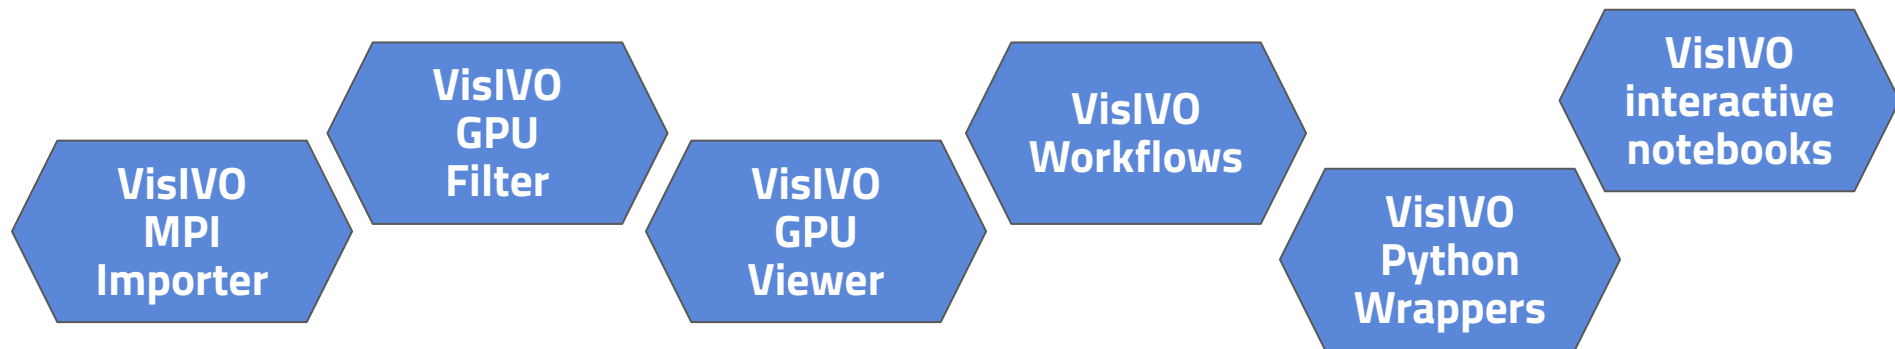 VisIVO
MPI
Importer
VisIVO
GPU
Filter
VisIVO
GPU
Viewer
VisIVO
Workflows
VisIVO
Python
Wrappers
VisIVO
interactive
notebooks